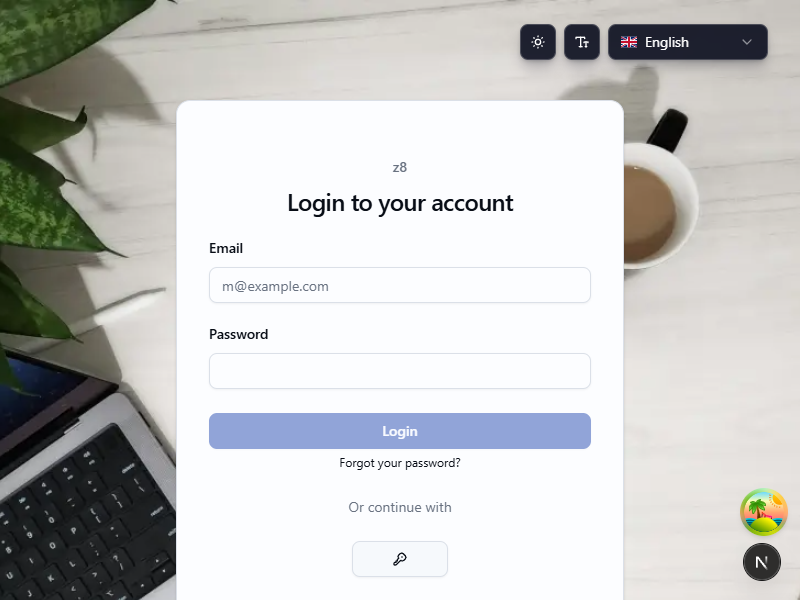 English
z8
Login to your account
Email
m@example.com
Password
Login
Forgot your password?
Or continue with
N